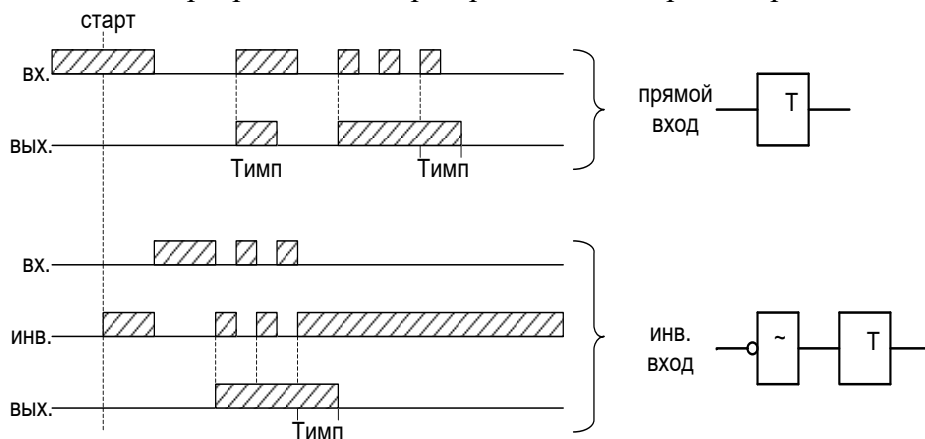 старт
вх.
вых.
Тимп
Тимп
прямой
вход
T
вх.
инв.
вых.
Тимп
инв.
вход
~
T